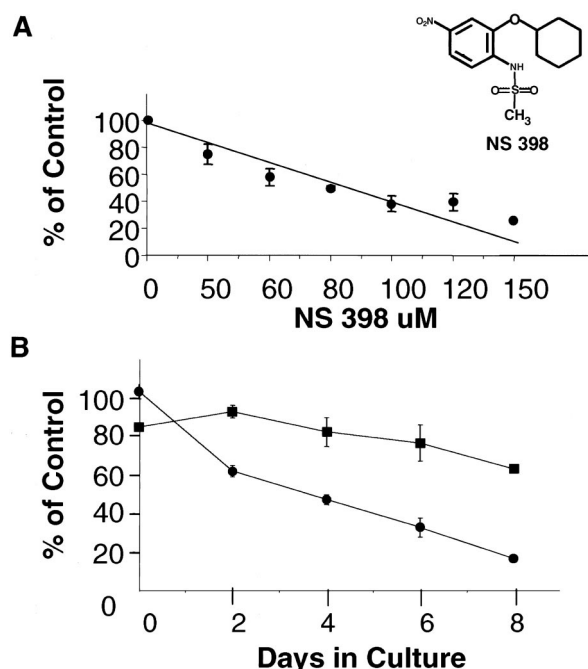 A
O₂N
O
NH
O=S=O
CH₃
NS 398
% of Control
100
80
60
40
20
0
0 50 60 80 100 120 150
NS 398 uM
B
% of Control
100
80
60
40
20
0
0 2 4 6 8
Days in Culture